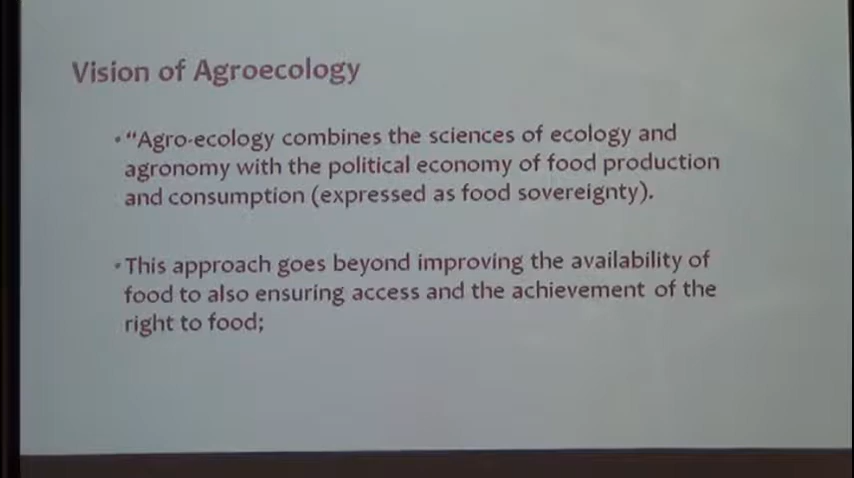 Vision of Agroecology
• “Agro-ecology combines the sciences of ecology and
agronomy with the political economy of food production
and consumption (expressed as food sovereignty).
• This approach goes beyond improving the availability of
food to also ensuring access and the achievement of the
right to food;